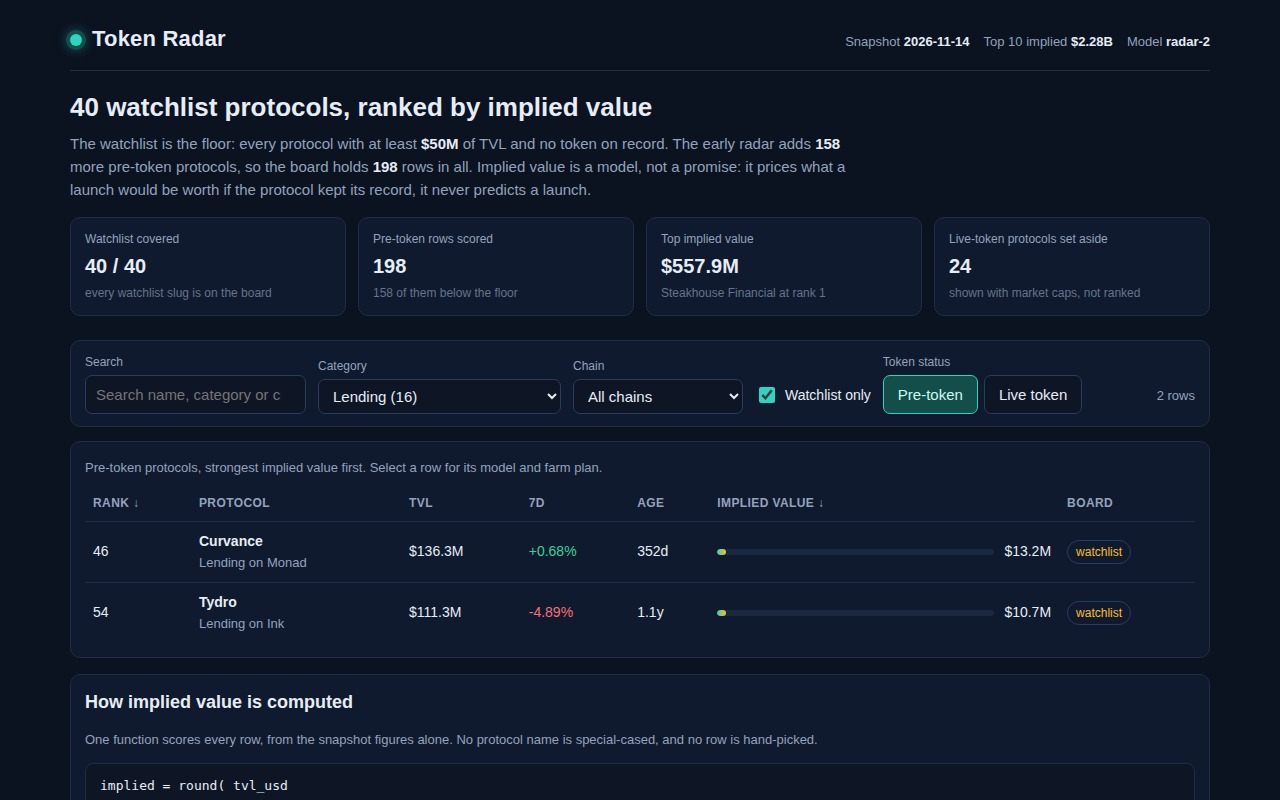 Token Radar
Snapshot 2026-11-14 Top 10 implied $2.28B Model radar-2
40 watchlist protocols, ranked by implied value
The watchlist is the floor: every protocol with at least $50M of TVL and no token on record. The early radar adds 158
more pre-token protocols, so the board holds 198 rows in all. Implied value is a model, not a promise: it prices what a
launch would be worth if the protocol kept its record, it never predicts a launch.
Watchlist covered
40 / 40
every watchlist slug is on the board
Pre-token rows scored
198
158 of them below the floor
Top implied value
$557.9M
Steakhouse Financial at rank 1
Live-token protocols set aside
24
shown with market caps, not ranked
Search
Search name, category or c
Category
Lending (16)
Chain
All chains
Watchlist only
Token status
Pre-token Live token
2 rows
Pre-token protocols, strongest implied value first. Select a row for its model and farm plan.
RANK ↓ PROTOCOL TVL 7D AGE IMPLIED VALUE ↓ BOARD
46 Curvance $136.3M +0.68% 352d $13.2M watchlist
Lending on Monad
54 Tydro $111.3M -4.89% 1.1y $10.7M watchlist
Lending on Ink
How implied value is computed
One function scores every row, from the snapshot figures alone. No protocol name is special-cased, and no row is hand-picked.
implied = round( tvl_usd